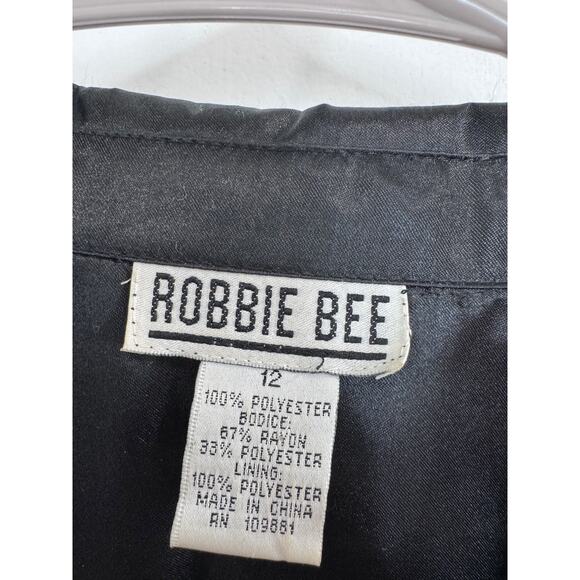 ROBBIE BEE
12
100% POLYESTER
BODICE:
67% RAYON
33% POLYESTER
LINING:
100% POLYESTER
MADE IN CHINA
RN 109881